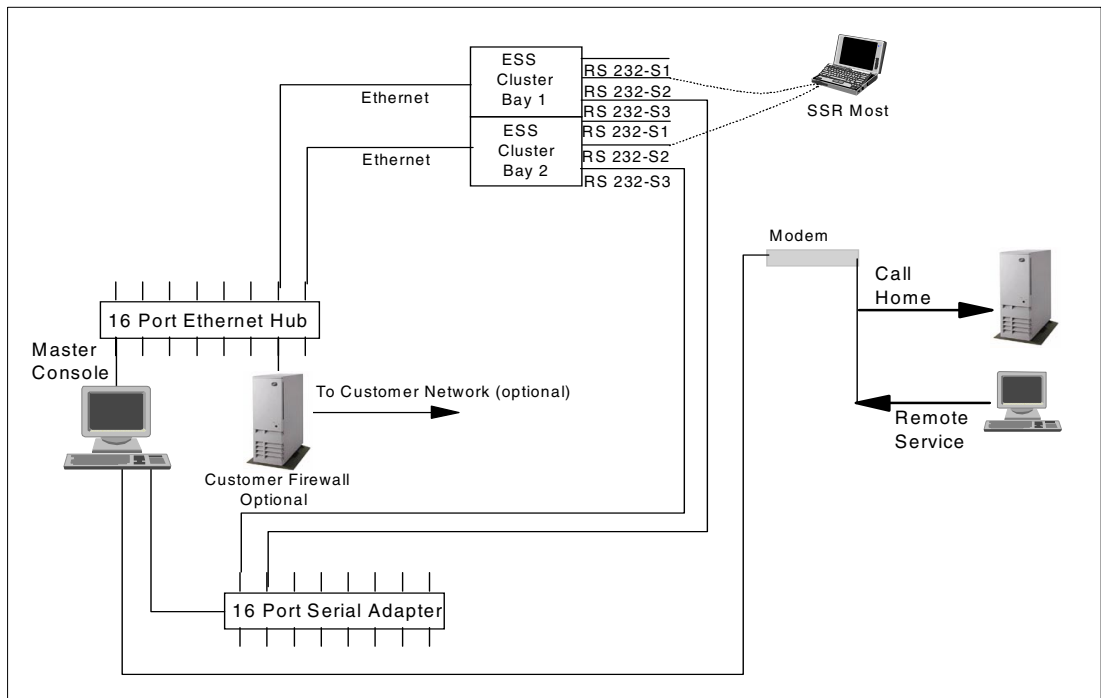 ESS
Cluster
Bay 1
RS 232-S1
RS 232-S2
RS 232-S3
Ethernet
SSR Most
ESS
Cluster
Bay 2
RS 232-S1
RS 232-S2
RS 232-S3
Ethernet
Modem
Call
Home
Remote
Service
16 Port Ethernet Hub
Master
Console
To Customer Network (optional)
Customer Firewall
Optional
16 Port Serial Adapter